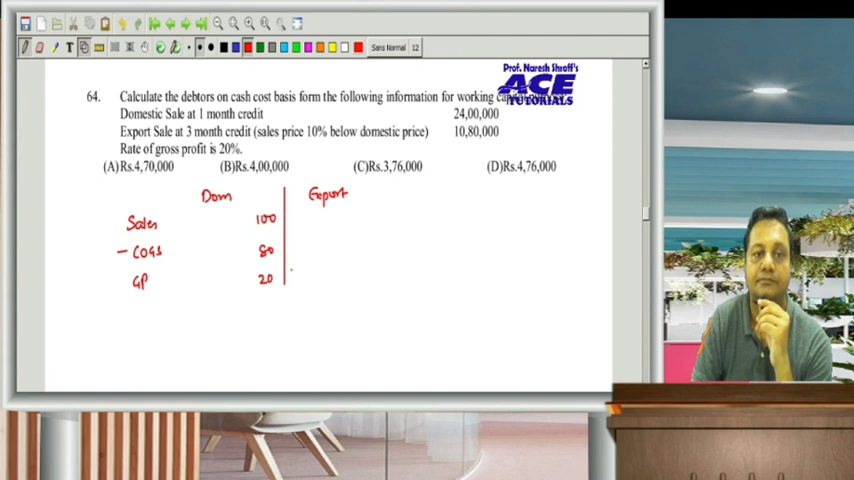 Sans Normal 12
Prof. Naresh Shroff's
ACE
TUTORIALS
64. Calculate the debtors on cash cost basis form the following information for working
Domestic Sale at 1 month credit 24,00,000
Export Sale at 3 month credit (sales price 10% below domestic price) 10,80,000
Rate of gross profit is 20%.
(A)Rs.4,70,000 (B)Rs.4,00,000 (C)Rs.3,76,000 (D)Rs.4,76,000
Dom Export
Sales 100
- COGS 80
GP 20